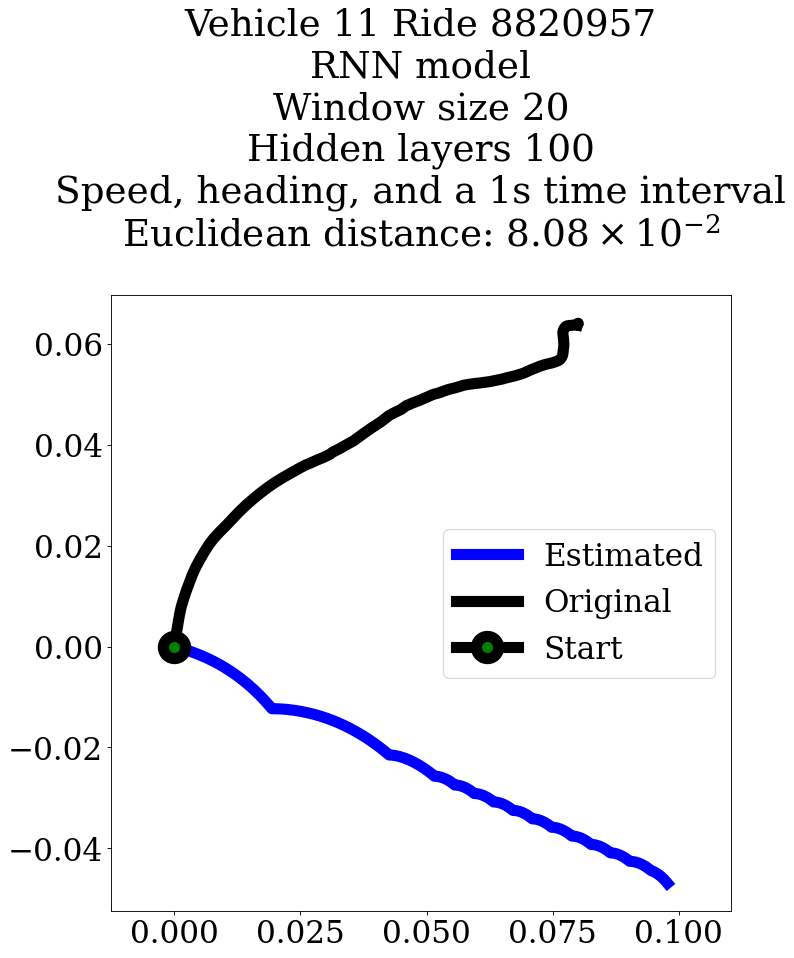 Vehicle 11 Ride 8820957
RNN model
Window size 20
Hidden layers 100
Speed, heading, and a 1s time interval
Euclidean distance: 8.08 × 10⁻²
0.06
0.04
0.02
0.00
−0.02
−0.04
Estimated
Original
Start
0.000 0.025 0.050 0.075 0.100